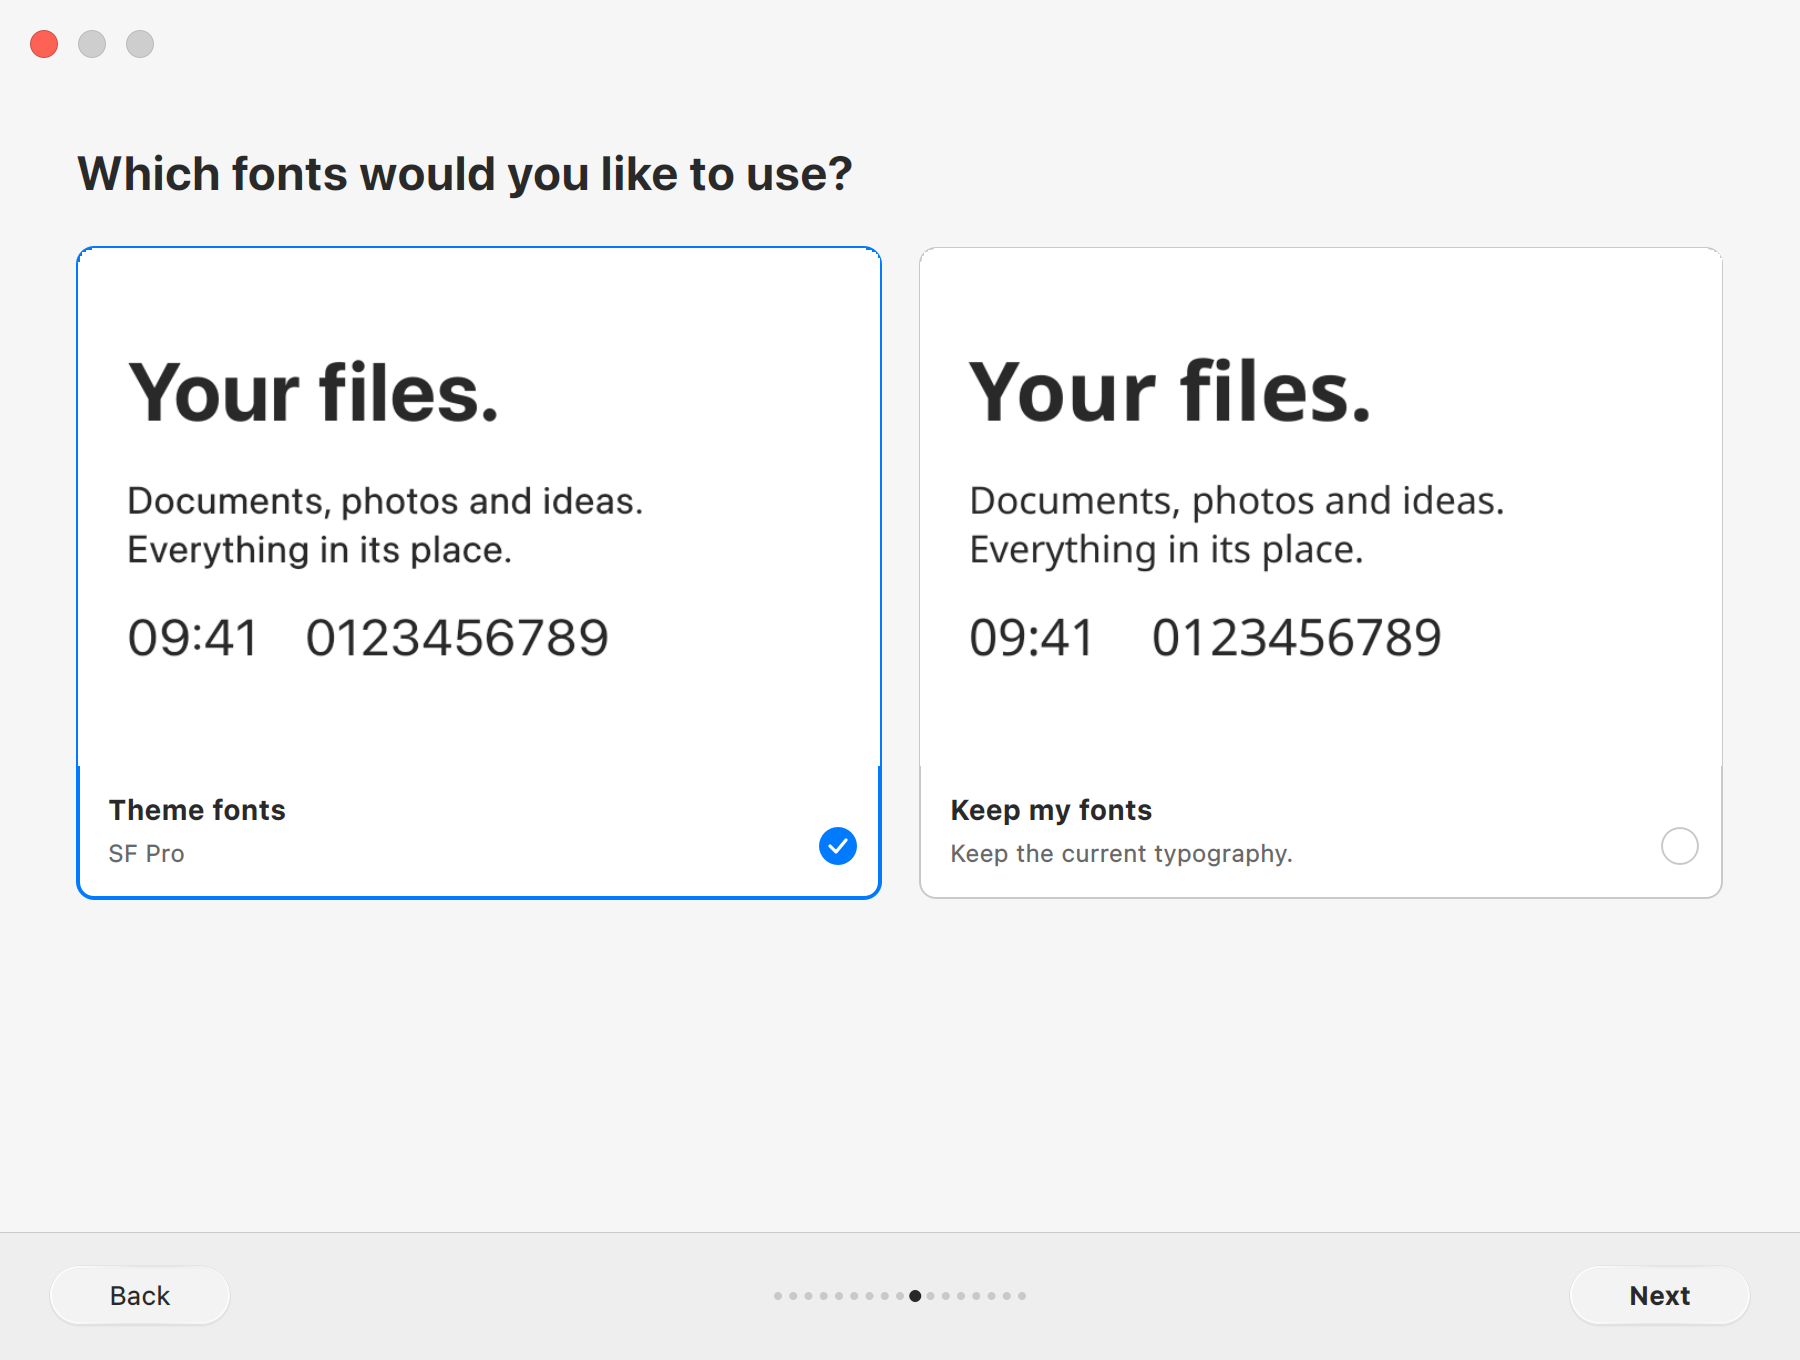 Which fonts would you like to use?
Your files.
Documents, photos and ideas.
Everything in its place.
09:41 0123456789
Theme fonts
SF Pro
Your files.
Documents, photos and ideas.
Everything in its place.
09:41 0123456789
Keep my fonts
Keep the current typography.
Back
Next